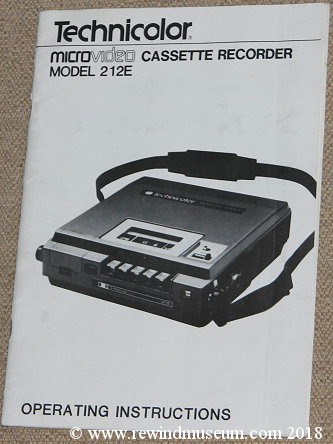 Technicolor®
microvideo CASSETTE RECORDER
MODEL 212E
Technicolor
OPERATING INSTRUCTIONS
© www.rewindmuseum.com 2018